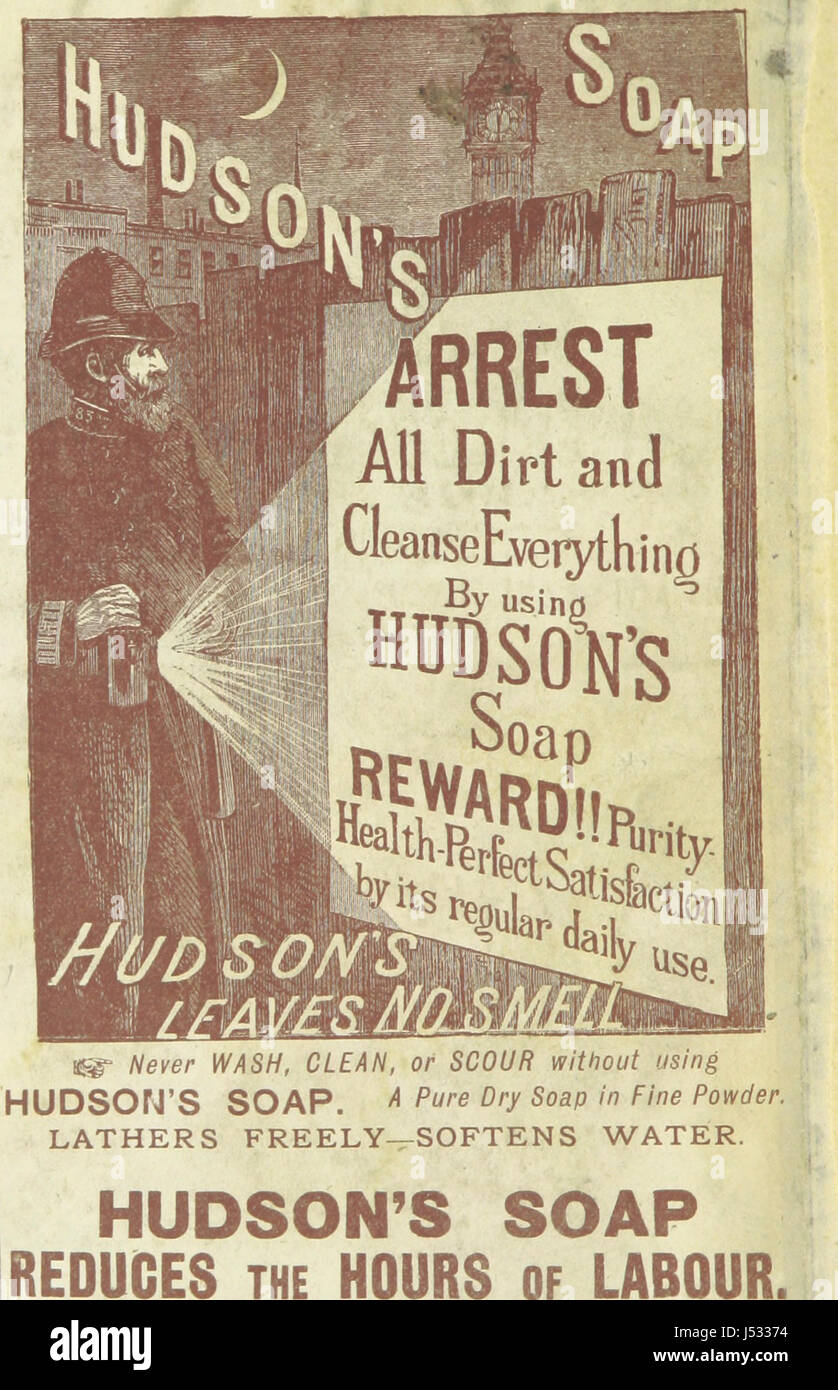 HUDSON'S SOAP
ARREST
All Dirt and
Cleanse Everything
By using
HUDSON'S
Soap
REWARD!! Purity-
Health-Perfect Satisfaction
by its regular daily use.
83
HUDSON'S
LEAVES NO SMELL
☞ Never WASH, CLEAN, or SCOUR without using
HUDSON'S SOAP. A Pure Dry Soap in Fine Powder.
LATHERS FREELY—SOFTENS WATER.
HUDSON'S SOAP
REDUCES THE HOURS OF LABOUR.
alamy
Image ID: J53374
www.alamy.com